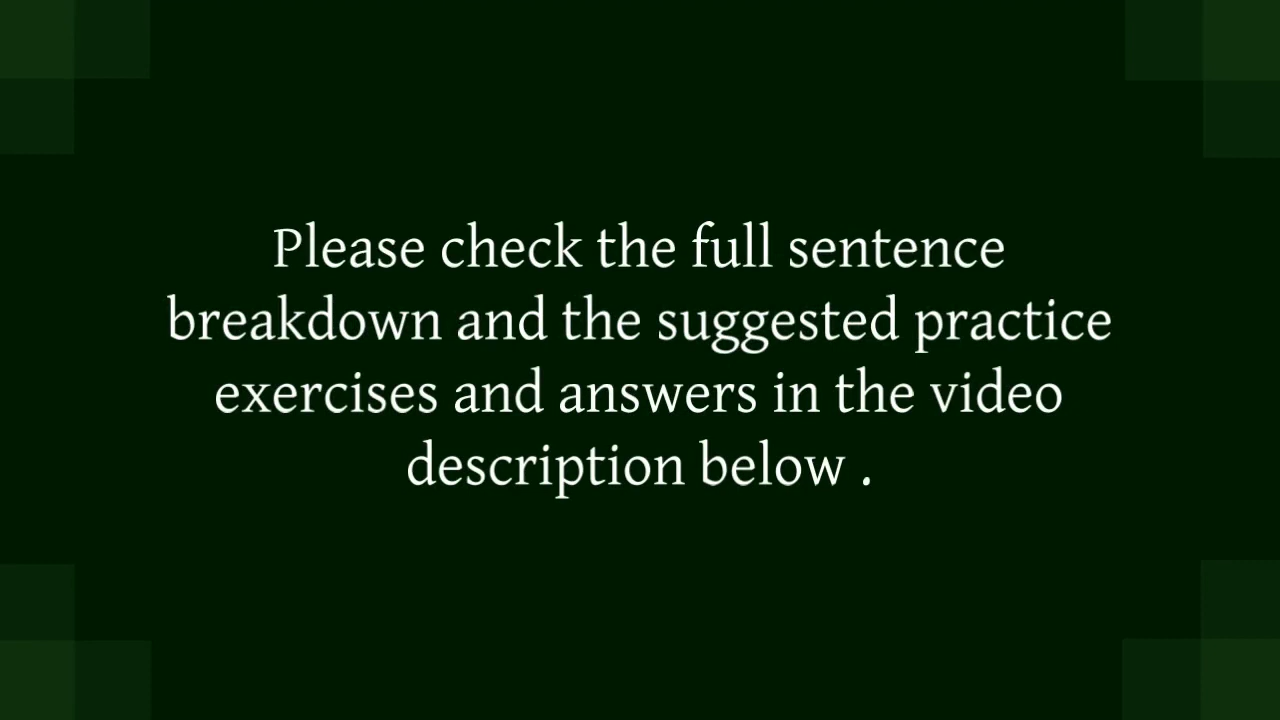 Please check the full sentence
breakdown and the suggested practice
exercises and answers in the video
description below .